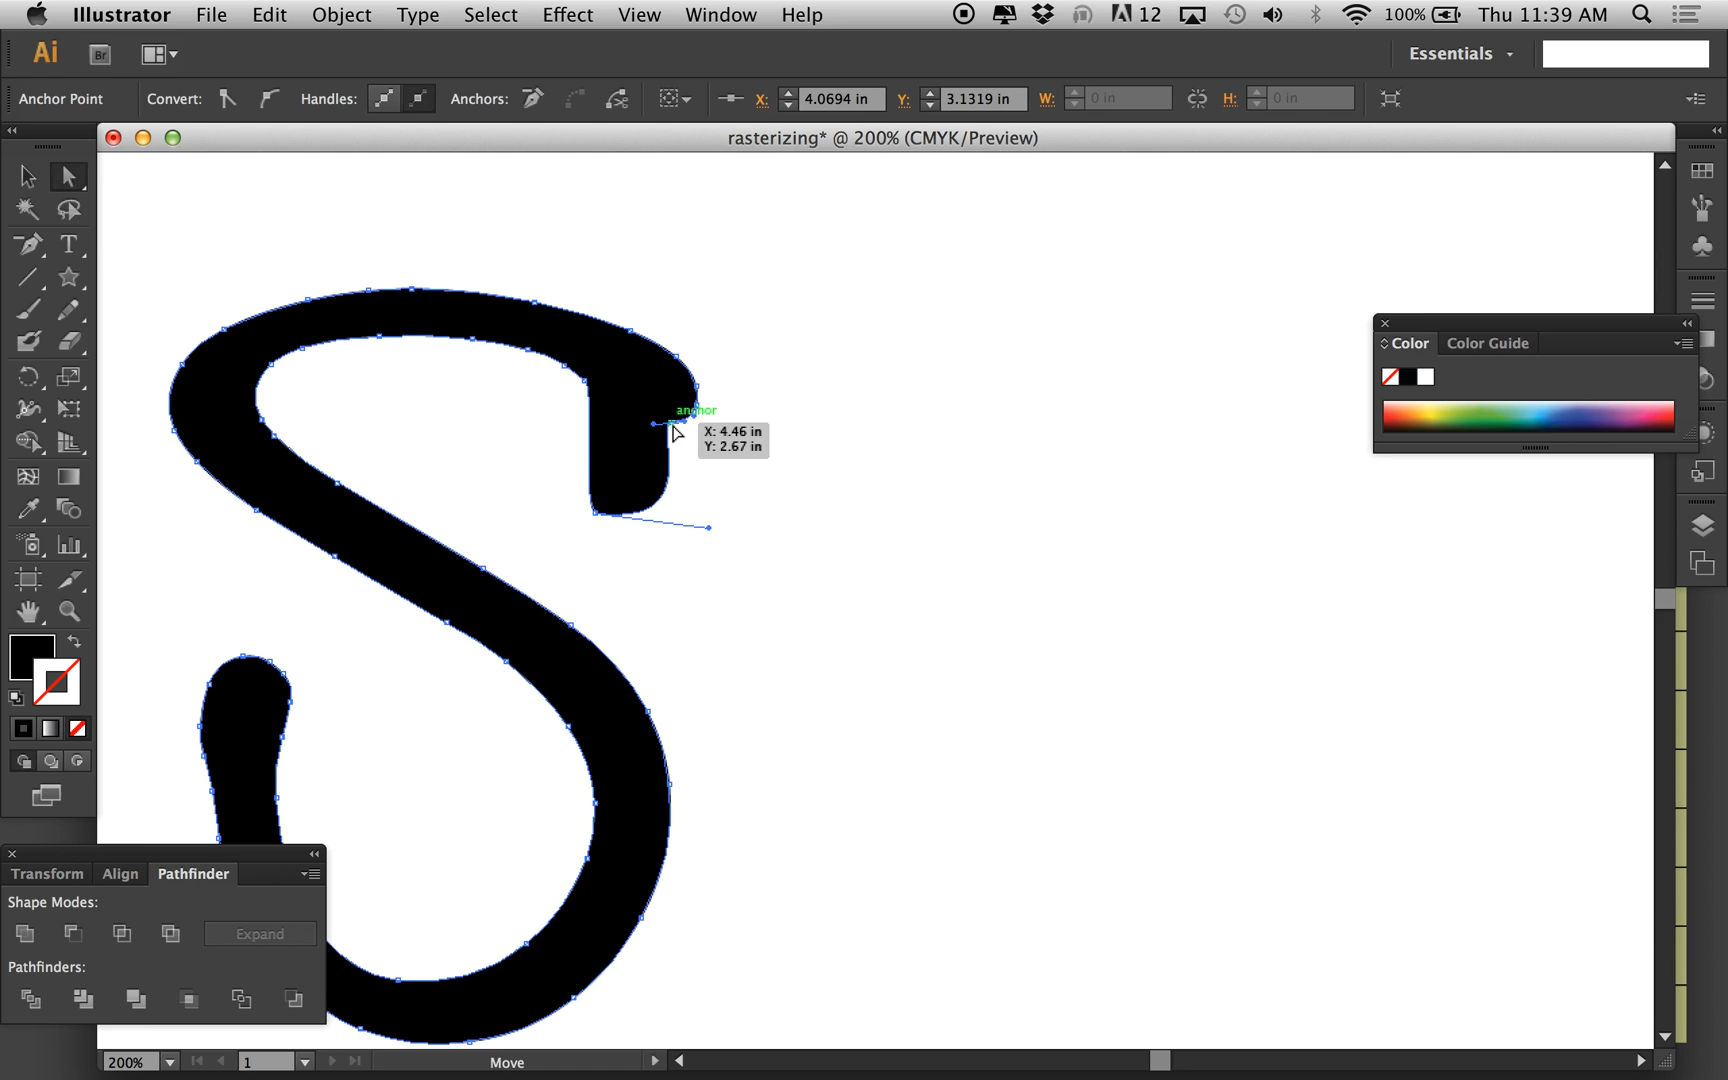 Illustrator File Edit Object Type Select Effect View Window Help 12 100% Thu 11:39 AM
Ai Br Essentials
Anchor Point Convert: Handles: Anchors: X: 4.0694 in Y: 3.1319 in W: 0 in H: 0 in
rasterizing* @ 200% (CMYK/Preview)
Color Color Guide
anchor
X: 4.46 in
Y: 2.67 in
S
Transform Align Pathfinder
Shape Modes:
Expand
Pathfinders:
200% 1 Move